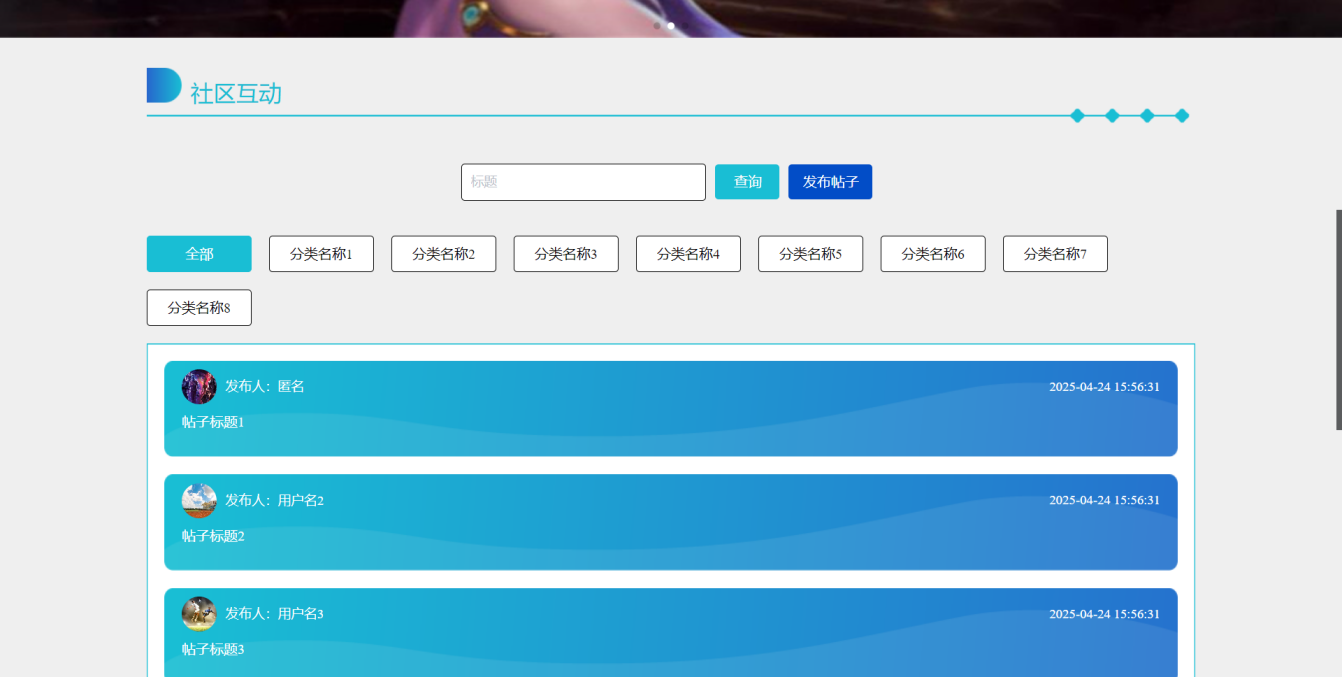 社区互动
标题 查询 发布帖子
全部 分类名称1 分类名称2 分类名称3 分类名称4 分类名称5 分类名称6 分类名称7
分类名称8
发布人：匿名 2025-04-24 15:56:31
帖子标题1
发布人：用户名2 2025-04-24 15:56:31
帖子标题2
发布人：用户名3 2025-04-24 15:56:31
帖子标题3